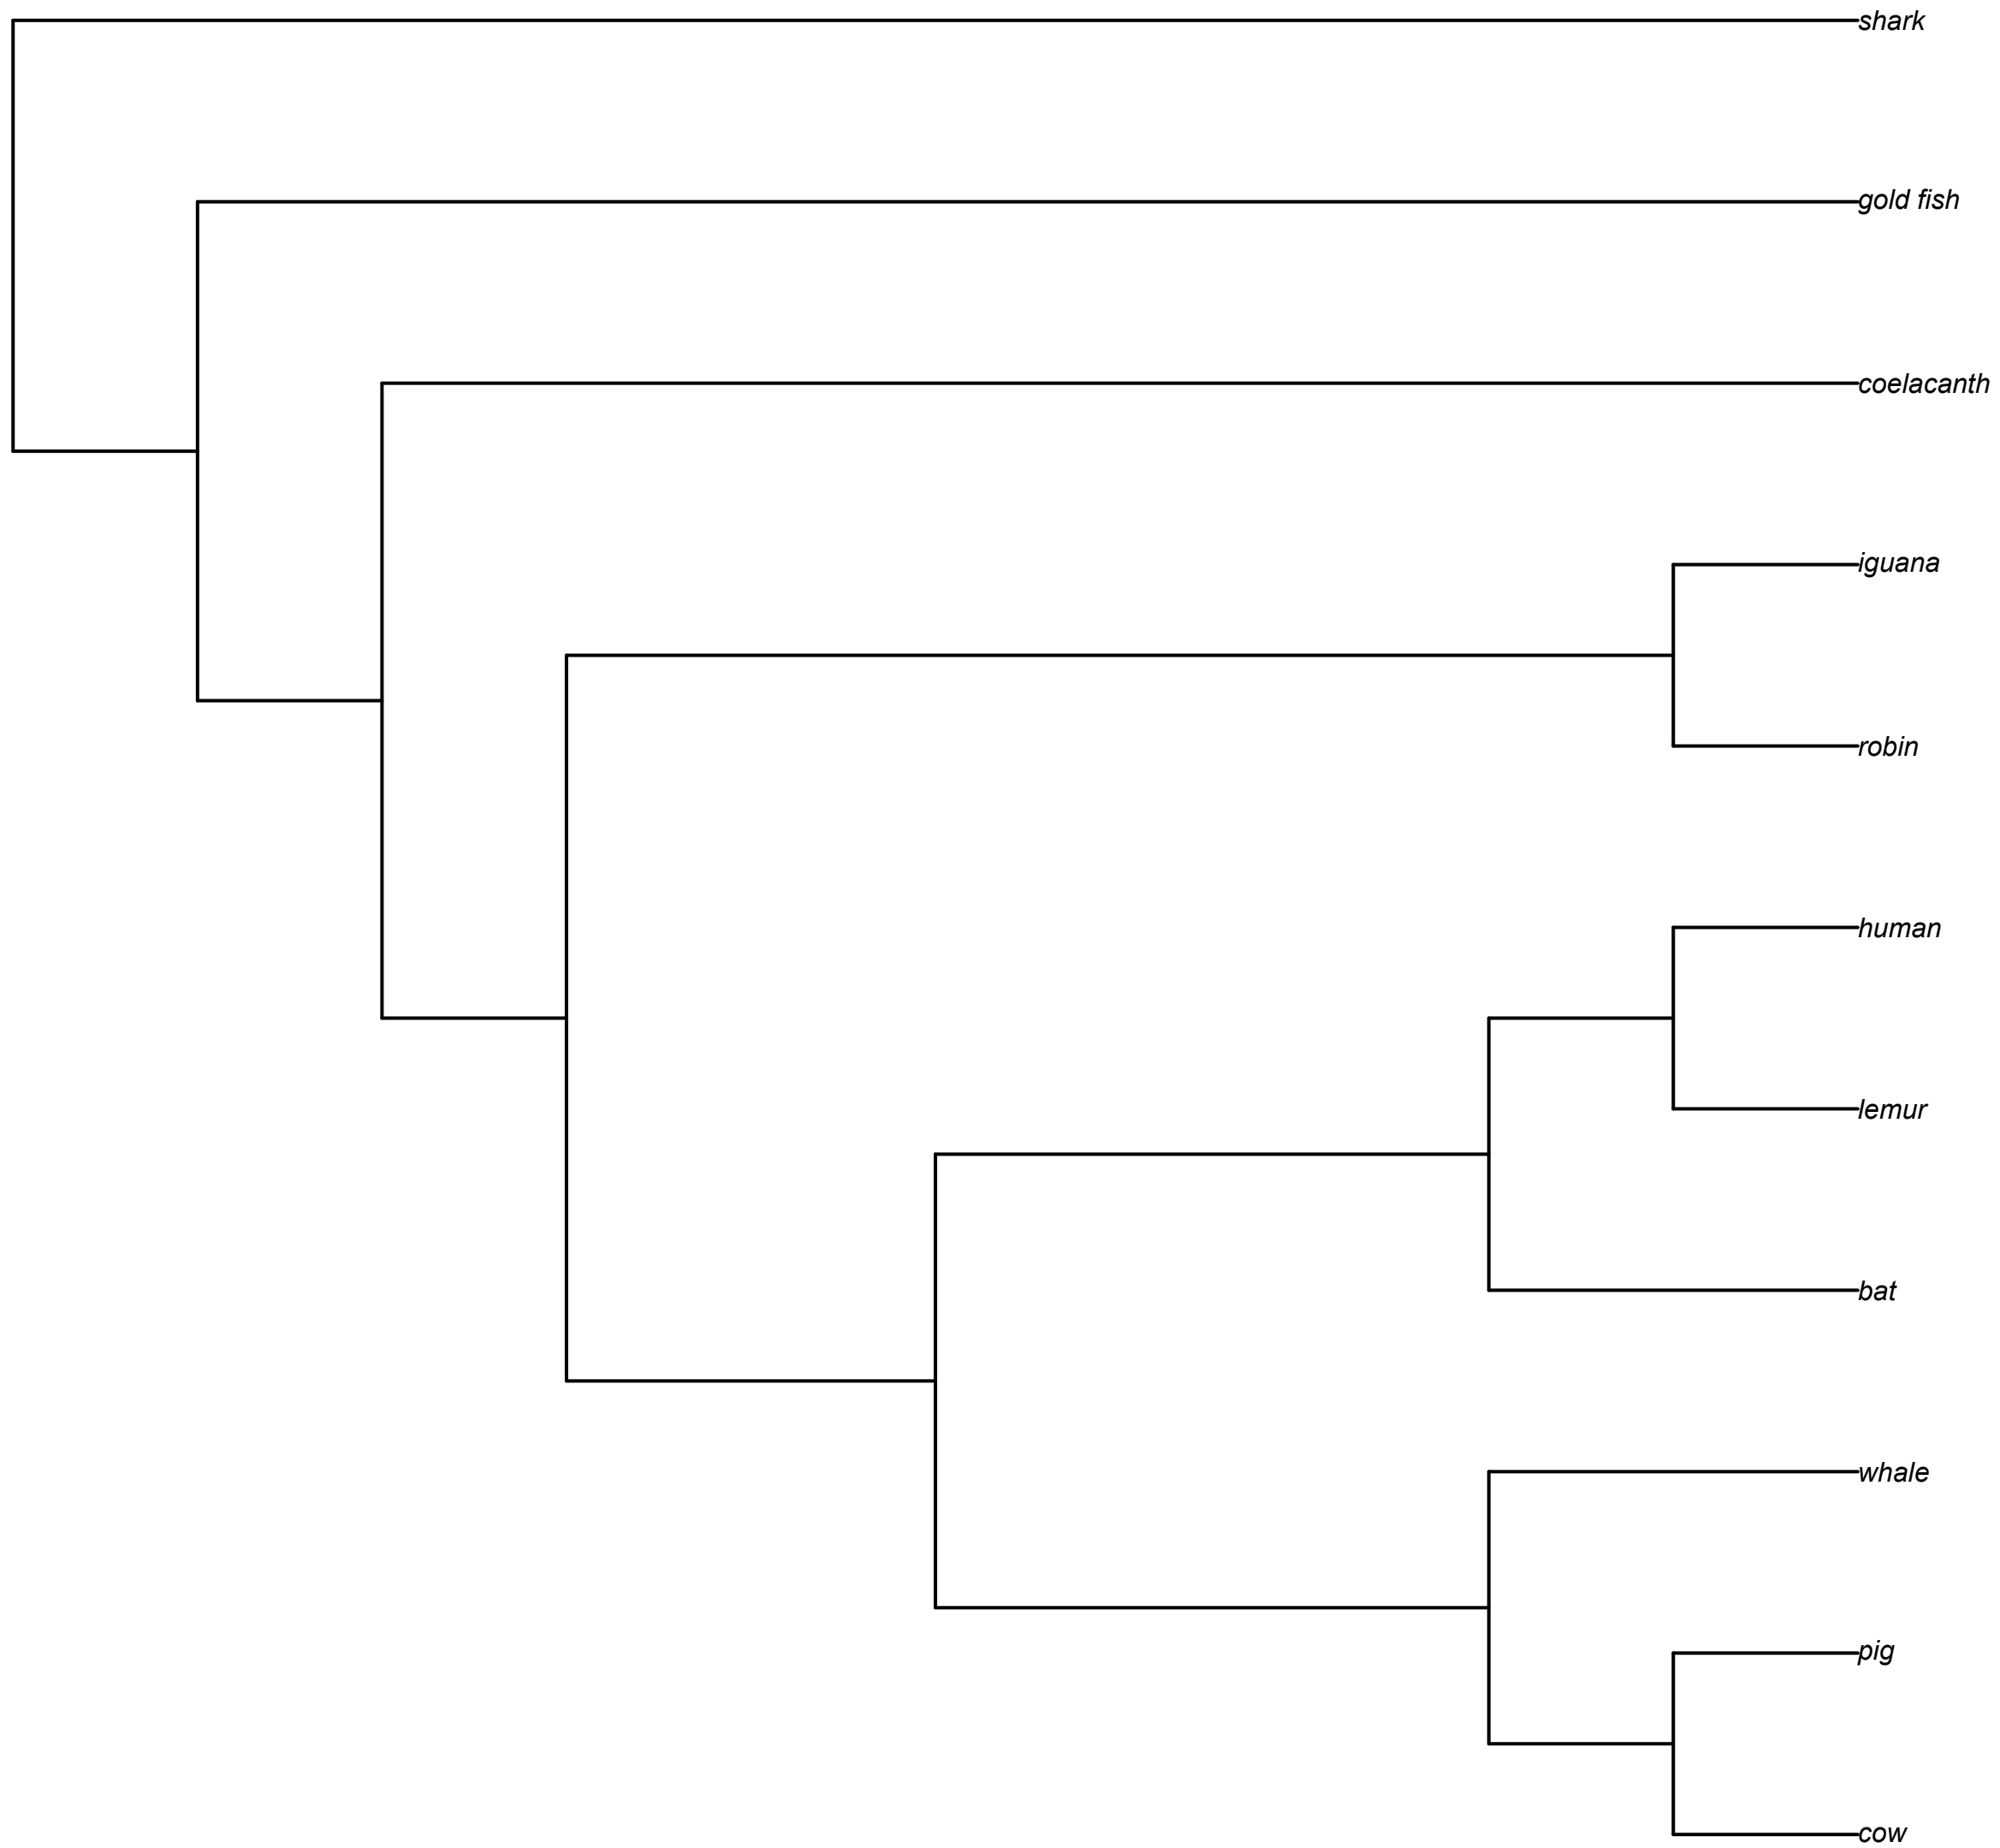 shark
gold fish
coelacanth
iguana
robin
human
lemur
bat
whale
pig
cow